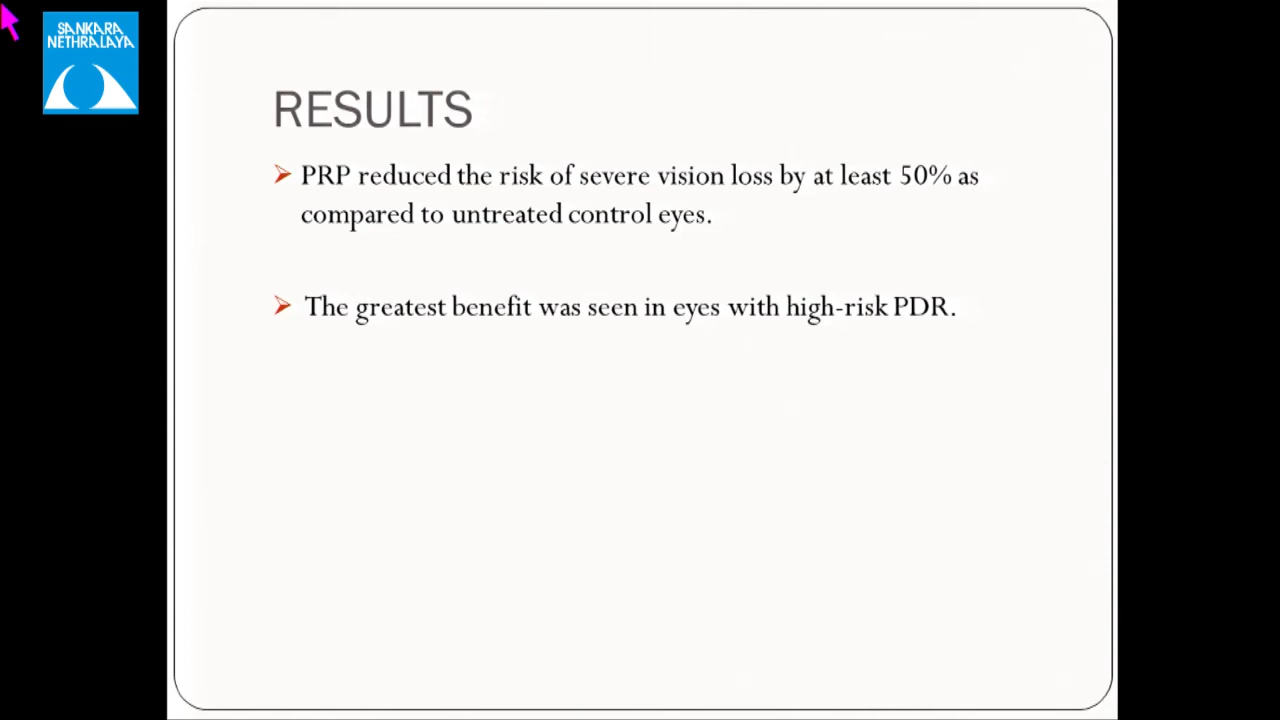 SANKARA
NETHRALAYA
RESULTS
PRP reduced the risk of severe vision loss by at least 50% as
compared to untreated control eyes.
The greatest benefit was seen in eyes with high-risk PDR.